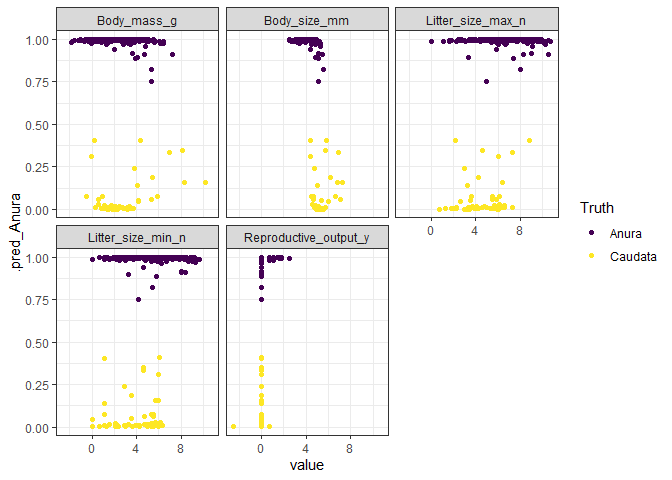 Body_mass_g
Body_size_mm
Litter_size_max_n
1.00
0.75
0.50
0.25
0.00
0
4
8
.pred_Anura
Litter_size_min_n
Reproductive_output_y
1.00
0.75
0.50
0.25
0.00
0
4
8
0
4
8
value
Truth
Anura
Caudata